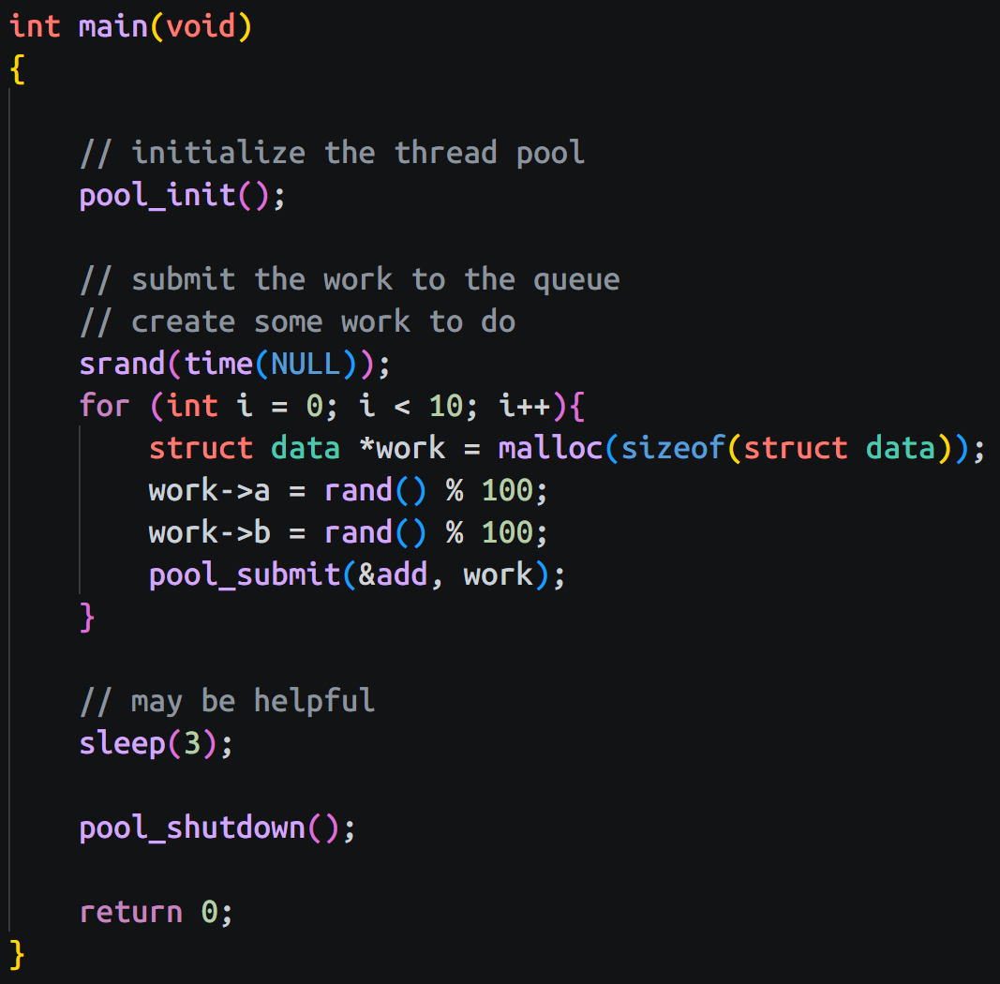 int main(void)
{
    // initialize the thread pool
    pool_init();
    // submit the work to the queue
    // create some work to do
    srand(time(NULL));
    for (int i = 0; i < 10; i++){
        struct data *work = malloc(sizeof(struct data));
        work->a = rand() % 100;
        work->b = rand() % 100;
        pool_submit(&add, work);
    }
    // may be helpful
    sleep(3);
    pool_shutdown();
    return 0;
}